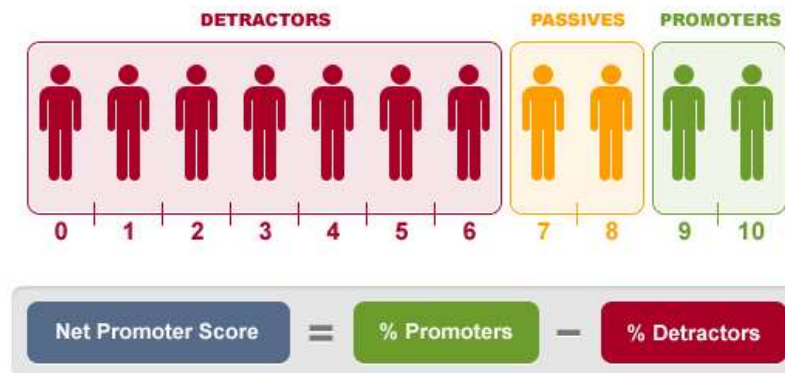 DETRACTORS PASSIVES PROMOTERS
0 1 2 3 4 5 6 7 8 9 10
Net Promoter Score = % Promoters − % Detractors